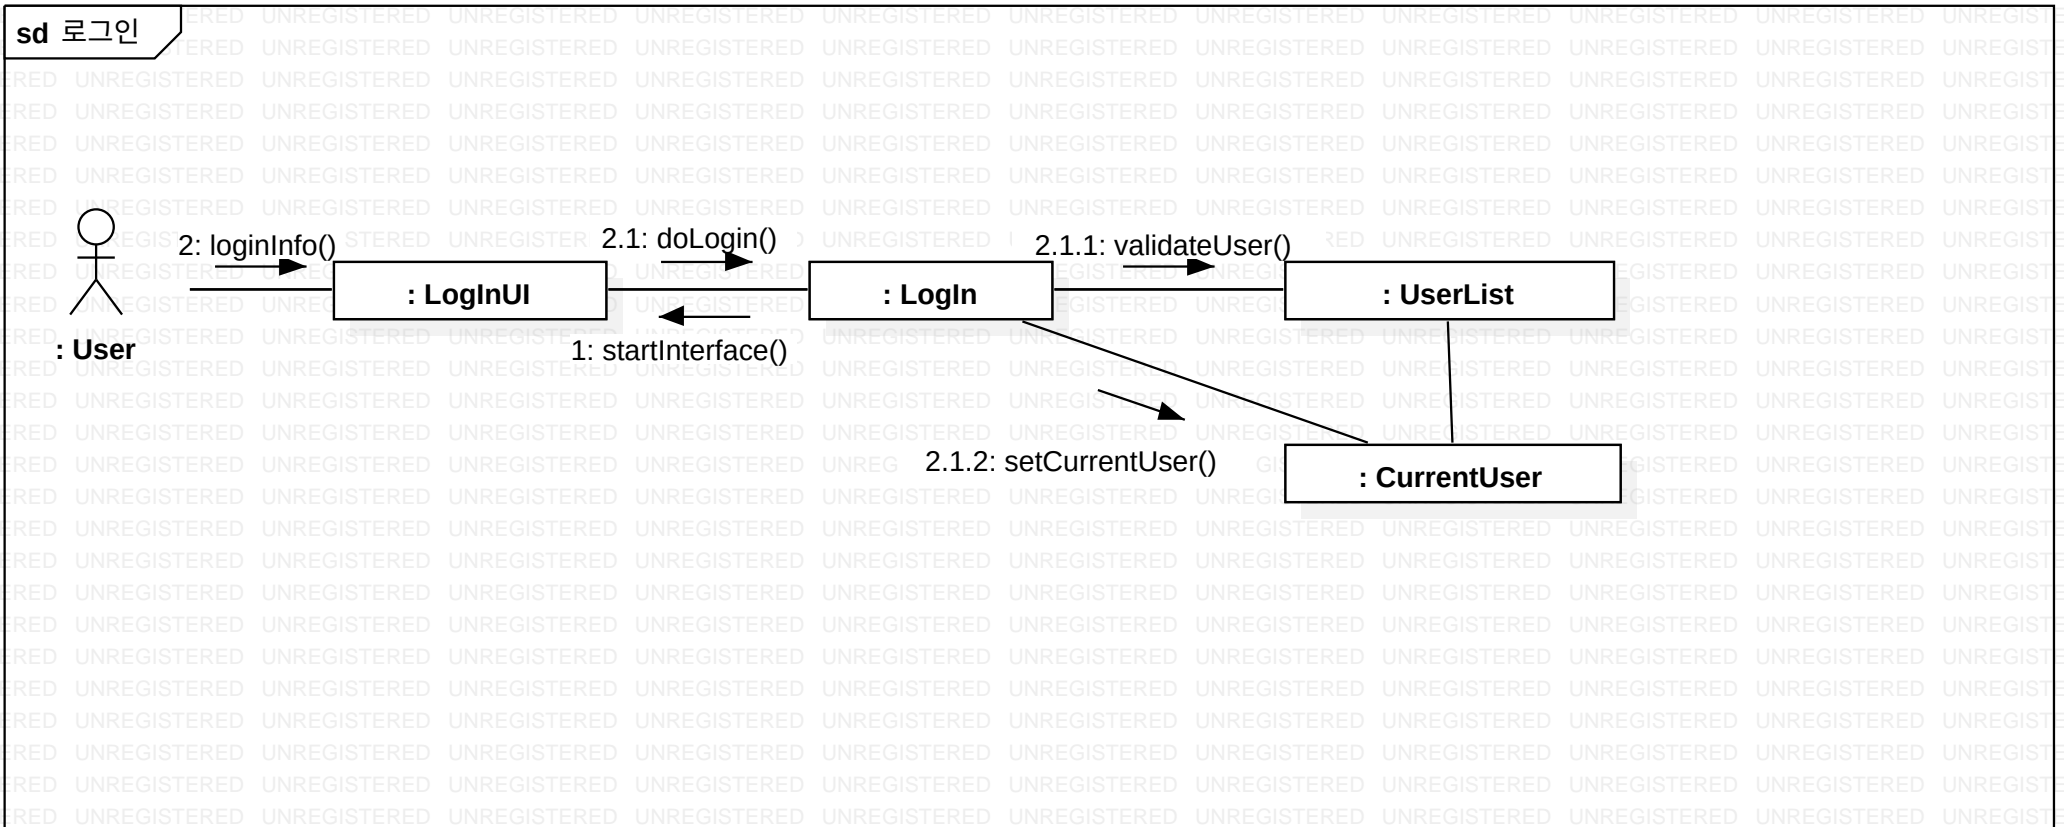 sd 로그인
2: loginInfo()
2.1: doLogin()
2.1.1: validateUser()
: LogInUI
: LogIn
: UserList
: User
1: startInterface()
2.1.2: setCurrentUser()
: CurrentUser
UNREGISTERED